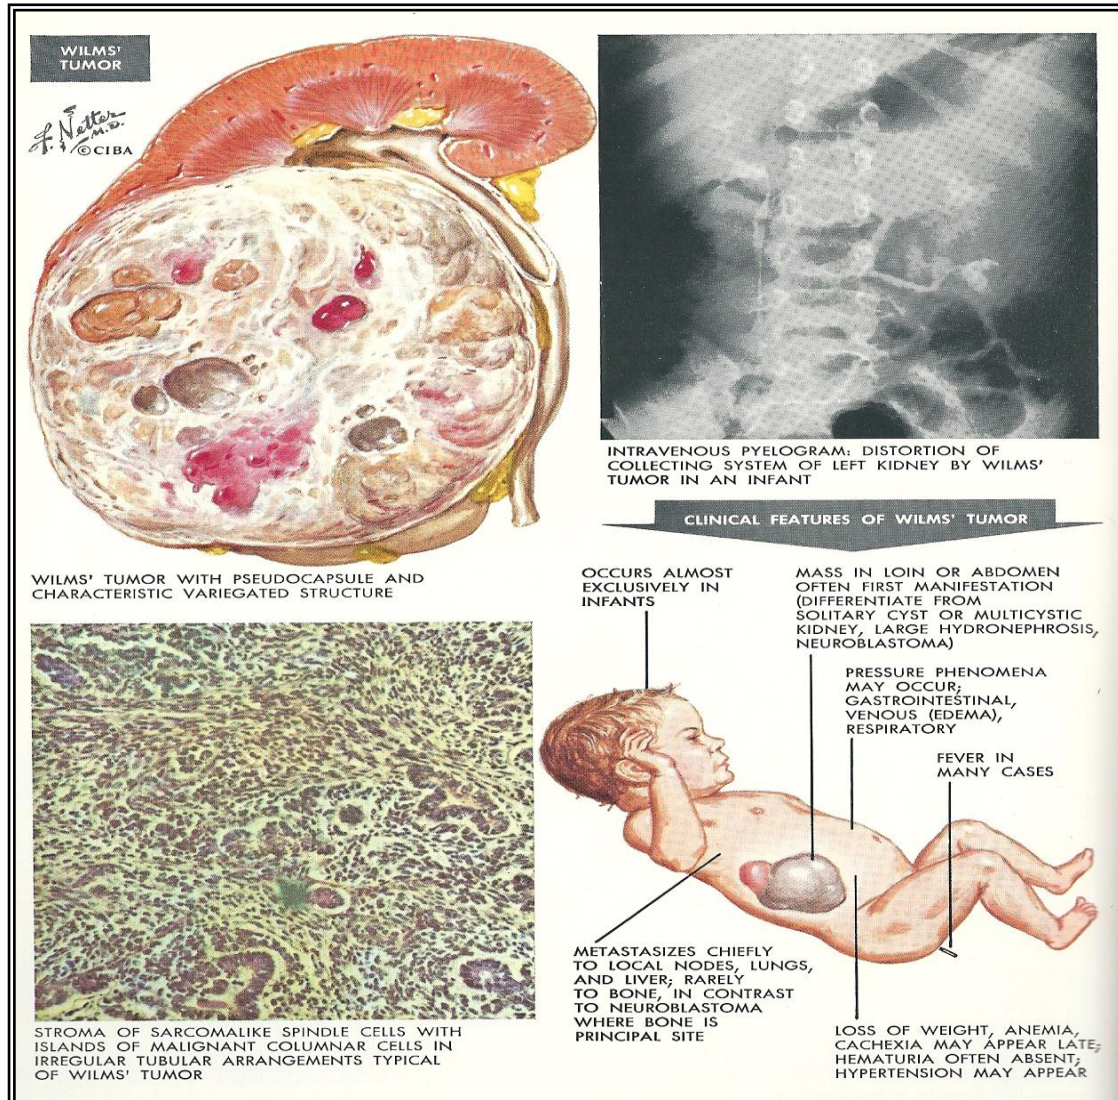 WILMS'
TUMOR
F. Netter
M.D.
© CIBA
INTRAVENOUS PYELOGRAM: DISTORTION OF
COLLECTING SYSTEM OF LEFT KIDNEY BY WILMS'
TUMOR IN AN INFANT
WILMS' TUMOR WITH PSEUDOCAPSULE AND
CHARACTERISTIC VARIEGATED STRUCTURE
CLINICAL FEATURES OF WILMS' TUMOR
OCCURS ALMOST
EXCLUSIVELY IN
INFANTS
MASS IN LOIN OR ABDOMEN
OFTEN FIRST MANIFESTATION
(DIFFERENTIATE FROM
SOLITARY CYST OR MULTICYSTIC
KIDNEY, LARGE HYDRONEPHROSIS,
NEUROBLASTOMA)
PRESSURE PHENOMENA
MAY OCCUR;
GASTROINTESTINAL,
VENOUS (EDEMA),
RESPIRATORY
FEVER IN
MANY CASES
METASTASIZES CHIEFLY
TO LOCAL NODES, LUNGS,
AND LIVER; RARELY
TO BONE, IN CONTRAST
TO NEUROBLASTOMA
WHERE BONE IS
PRINCIPAL SITE
LOSS OF WEIGHT, ANEMIA,
CACHEXIA MAY APPEAR LATE;
HEMATURIA OFTEN ABSENT;
HYPERTENSION MAY APPEAR
STROMA OF SARCOMALIKE SPINDLE CELLS WITH
ISLANDS OF MALIGNANT COLUMNAR CELLS IN
IRREGULAR TUBULAR ARRANGEMENTS TYPICAL
OF WILMS' TUMOR